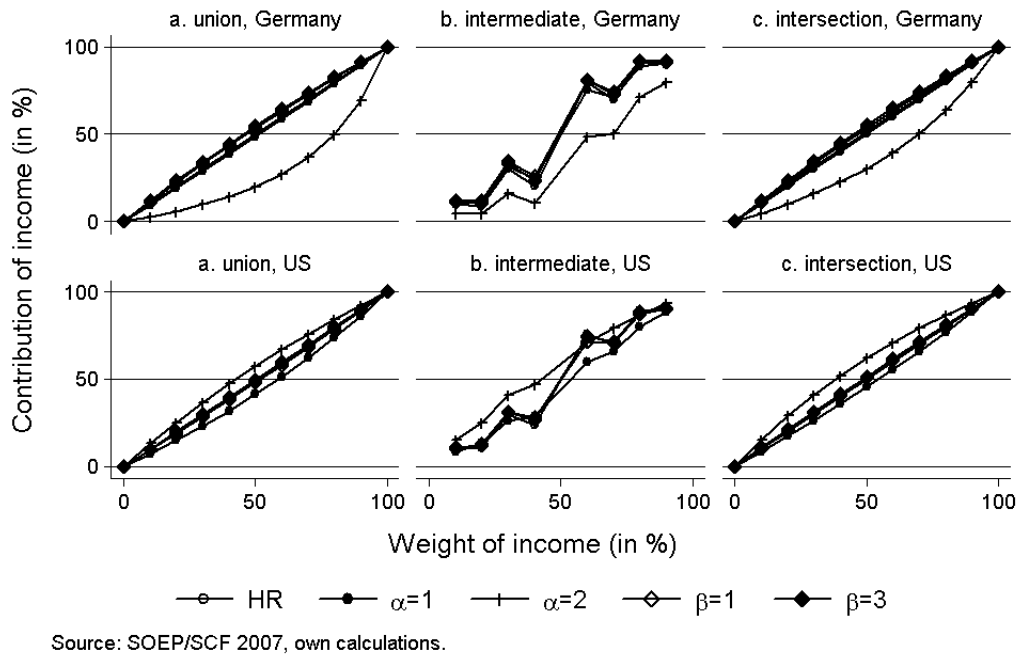 a. union, Germany
b. intermediate, Germany
c. intersection, Germany
100
50
0
a. union, US
b. intermediate, US
c. intersection, US
100
50
0
Contribution of income (in %)
0 50 100 0 50 100 0 50 100
Weight of income (in %)
HR α=1 α=2 β=1 β=3
Source: SOEP/SCF 2007, own calculations.